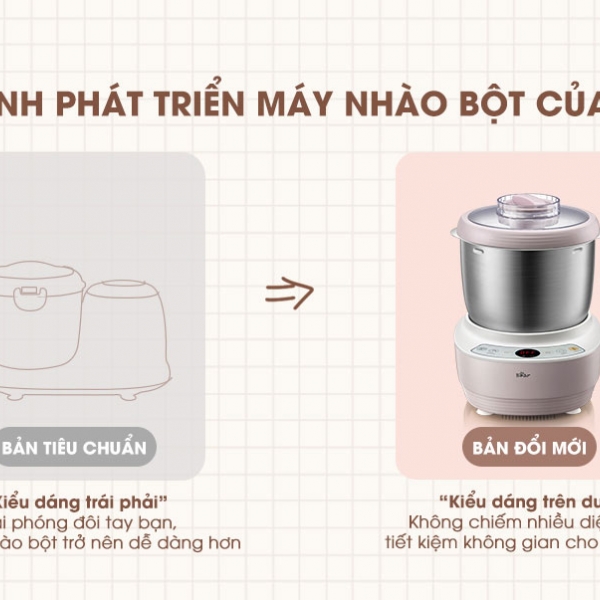 NH PHÁT TRIỂN MÁY NHÀO BỘT CỦA
BẢN TIÊU CHUẨN
iểu dáng trái phải”
i phóng đôi tay bạn,
ào bột trở nên dễ dàng hơn
Bear
BẢN ĐỔI MỚI
“Kiểu dáng trên dư
Không chiếm nhiều diệ
tiết kiệm không gian cho